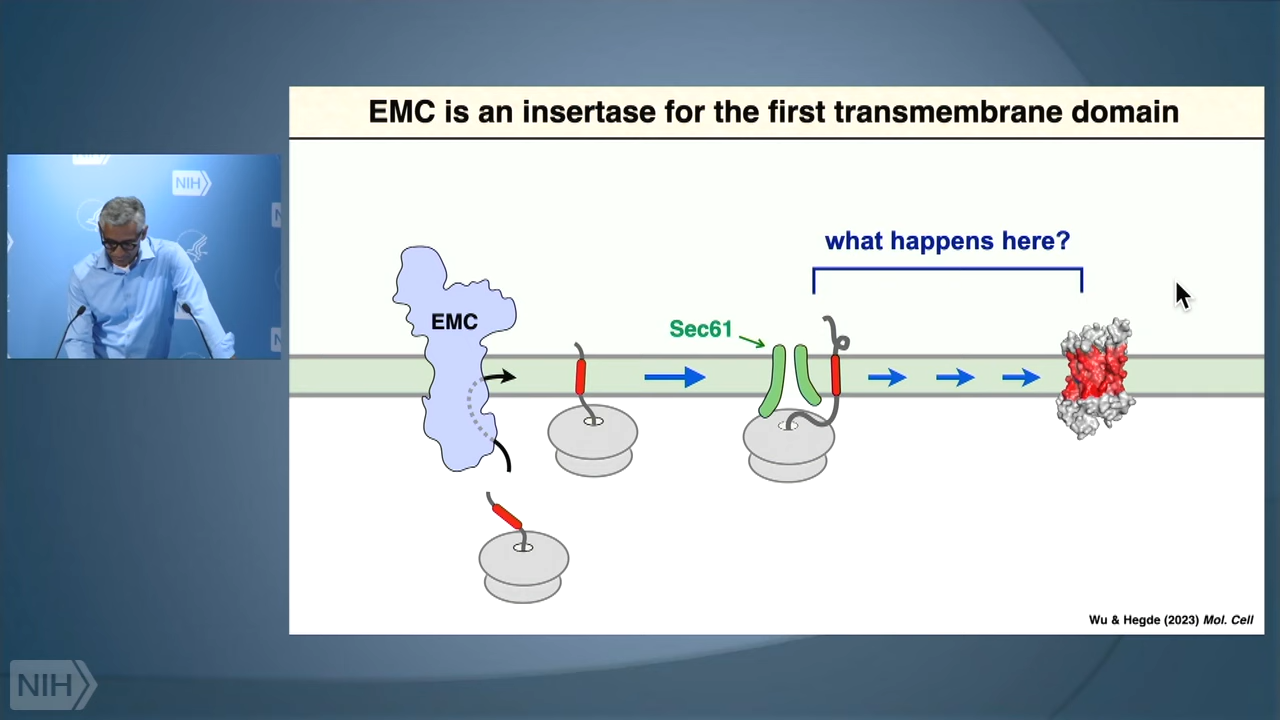 EMC is an insertase for the first transmembrane domain
NIH
what happens here?
EMC
Sec61
Wu & Hegde (2023) Mol. Cell
NIH